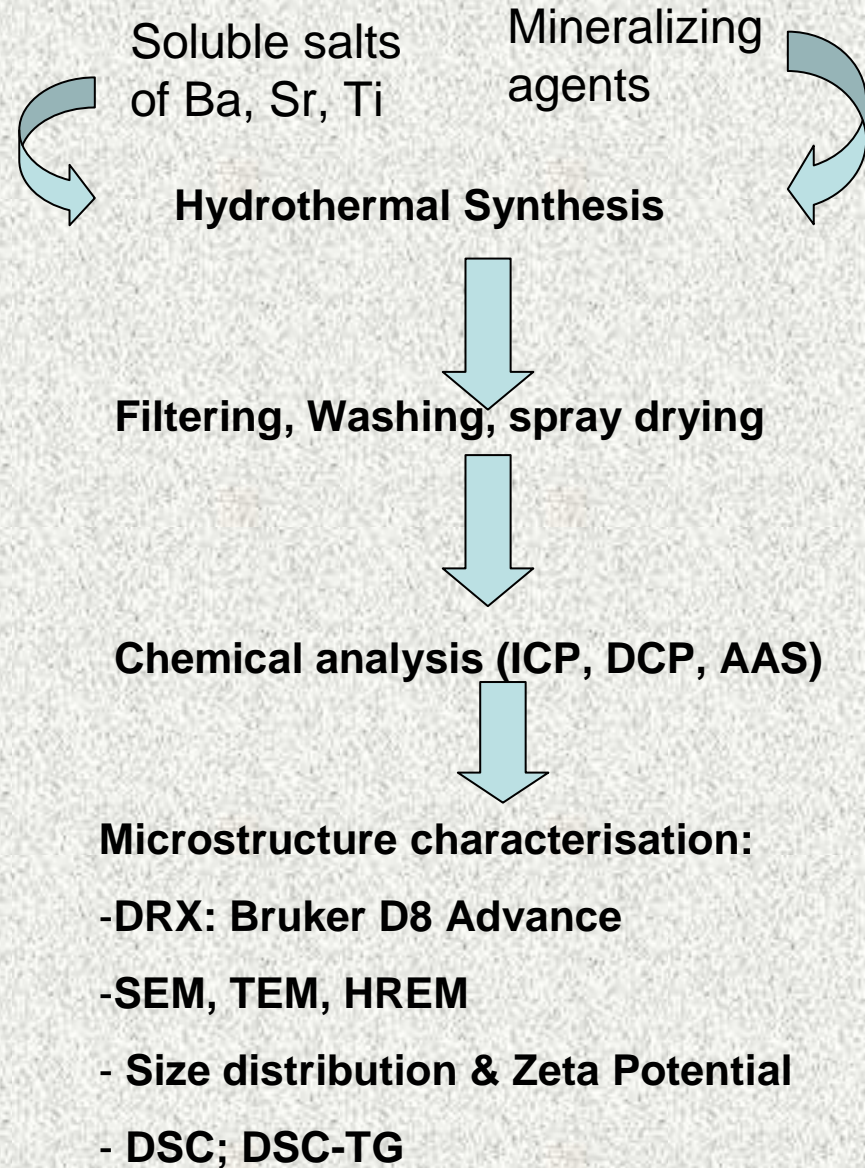 Soluble salts
of Ba, Sr, Ti
Mineralizing
agents
Hydrothermal Synthesis
Filtering, Washing, spray drying
Chemical analysis (ICP, DCP, AAS)
Microstructure characterisation:
-DRX: Bruker D8 Advance
-SEM, TEM, HREM
- Size distribution & Zeta Potential
- DSC; DSC-TG